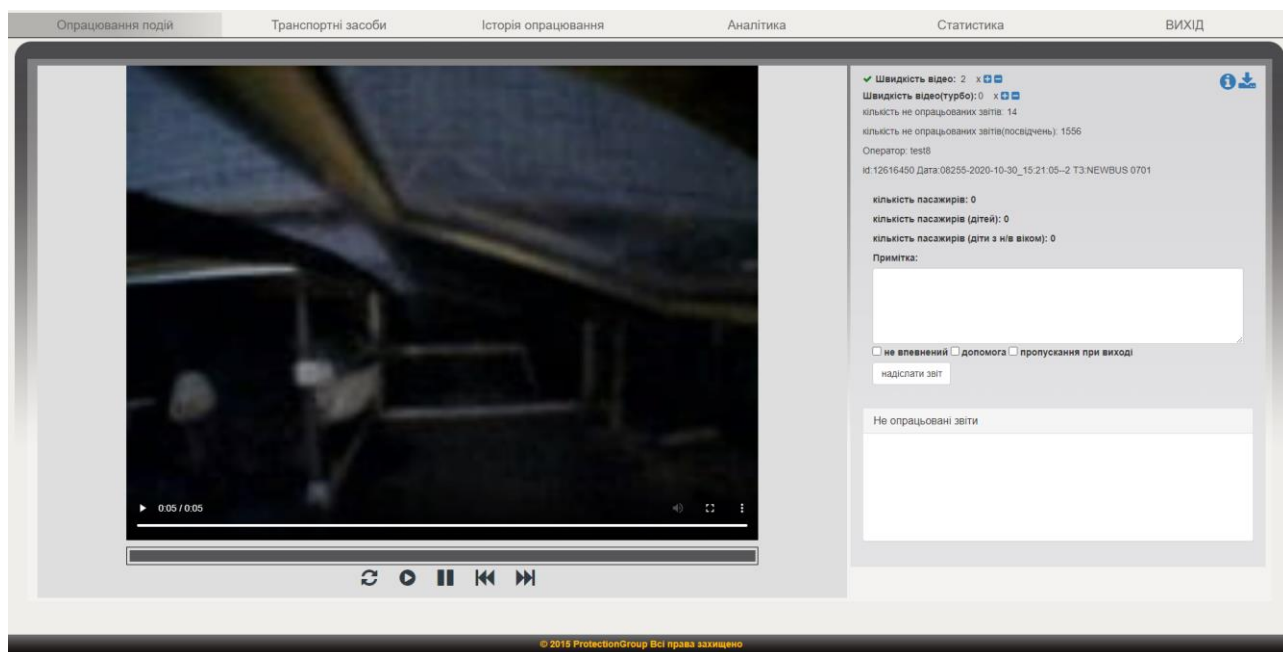 Опрацювання подій Транспортні засоби Історія опрацювання Аналітика Статистика ВИХІД
Швидкість відео: 2 x
Швидкість відео(турбо): 0 x
кількість не опрацьованих звітів: 14
кількість не опрацьованих звітів(посвідчень): 1556
Оператор: test8
id:12616450 Дата:08255-2020-10-30_15:21:05--2 ТЗ:NEWBUS 0701
кількість пасажирів: 0
кількість пасажирів (дітей): 0
кількість пасажирів (діти з н/в віком): 0
Примітка:
не впевнений допомога пропускання при виході
надіслати звіт
Не опрацьовані звіти
0:05 / 0:05
© 2015 ProtectionGroup Всі права захищено